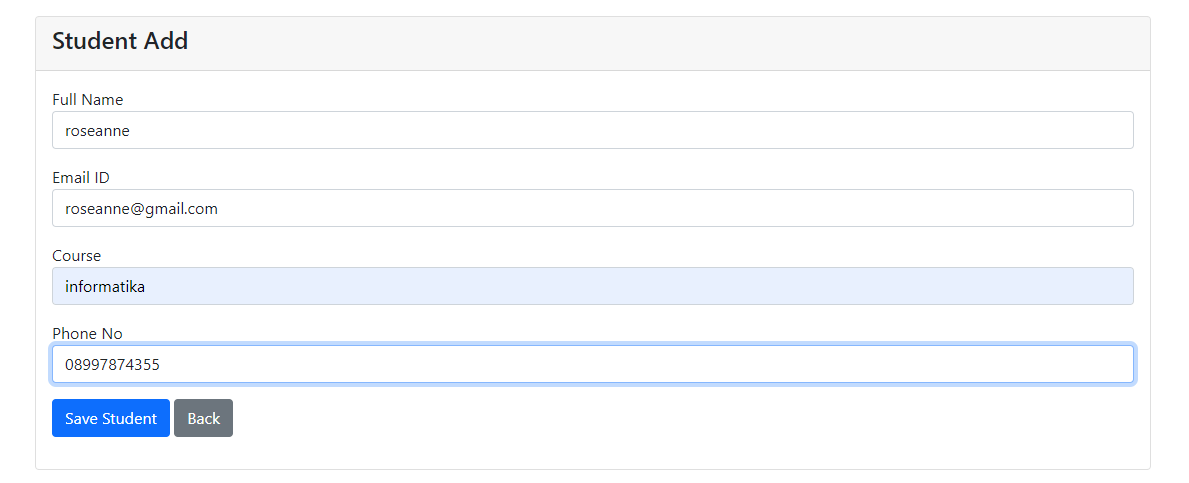 Student Add
Full Name
roseanne
Email ID
roseanne@gmail.com
Course
informatika
Phone No
08997874355
Save Student Back